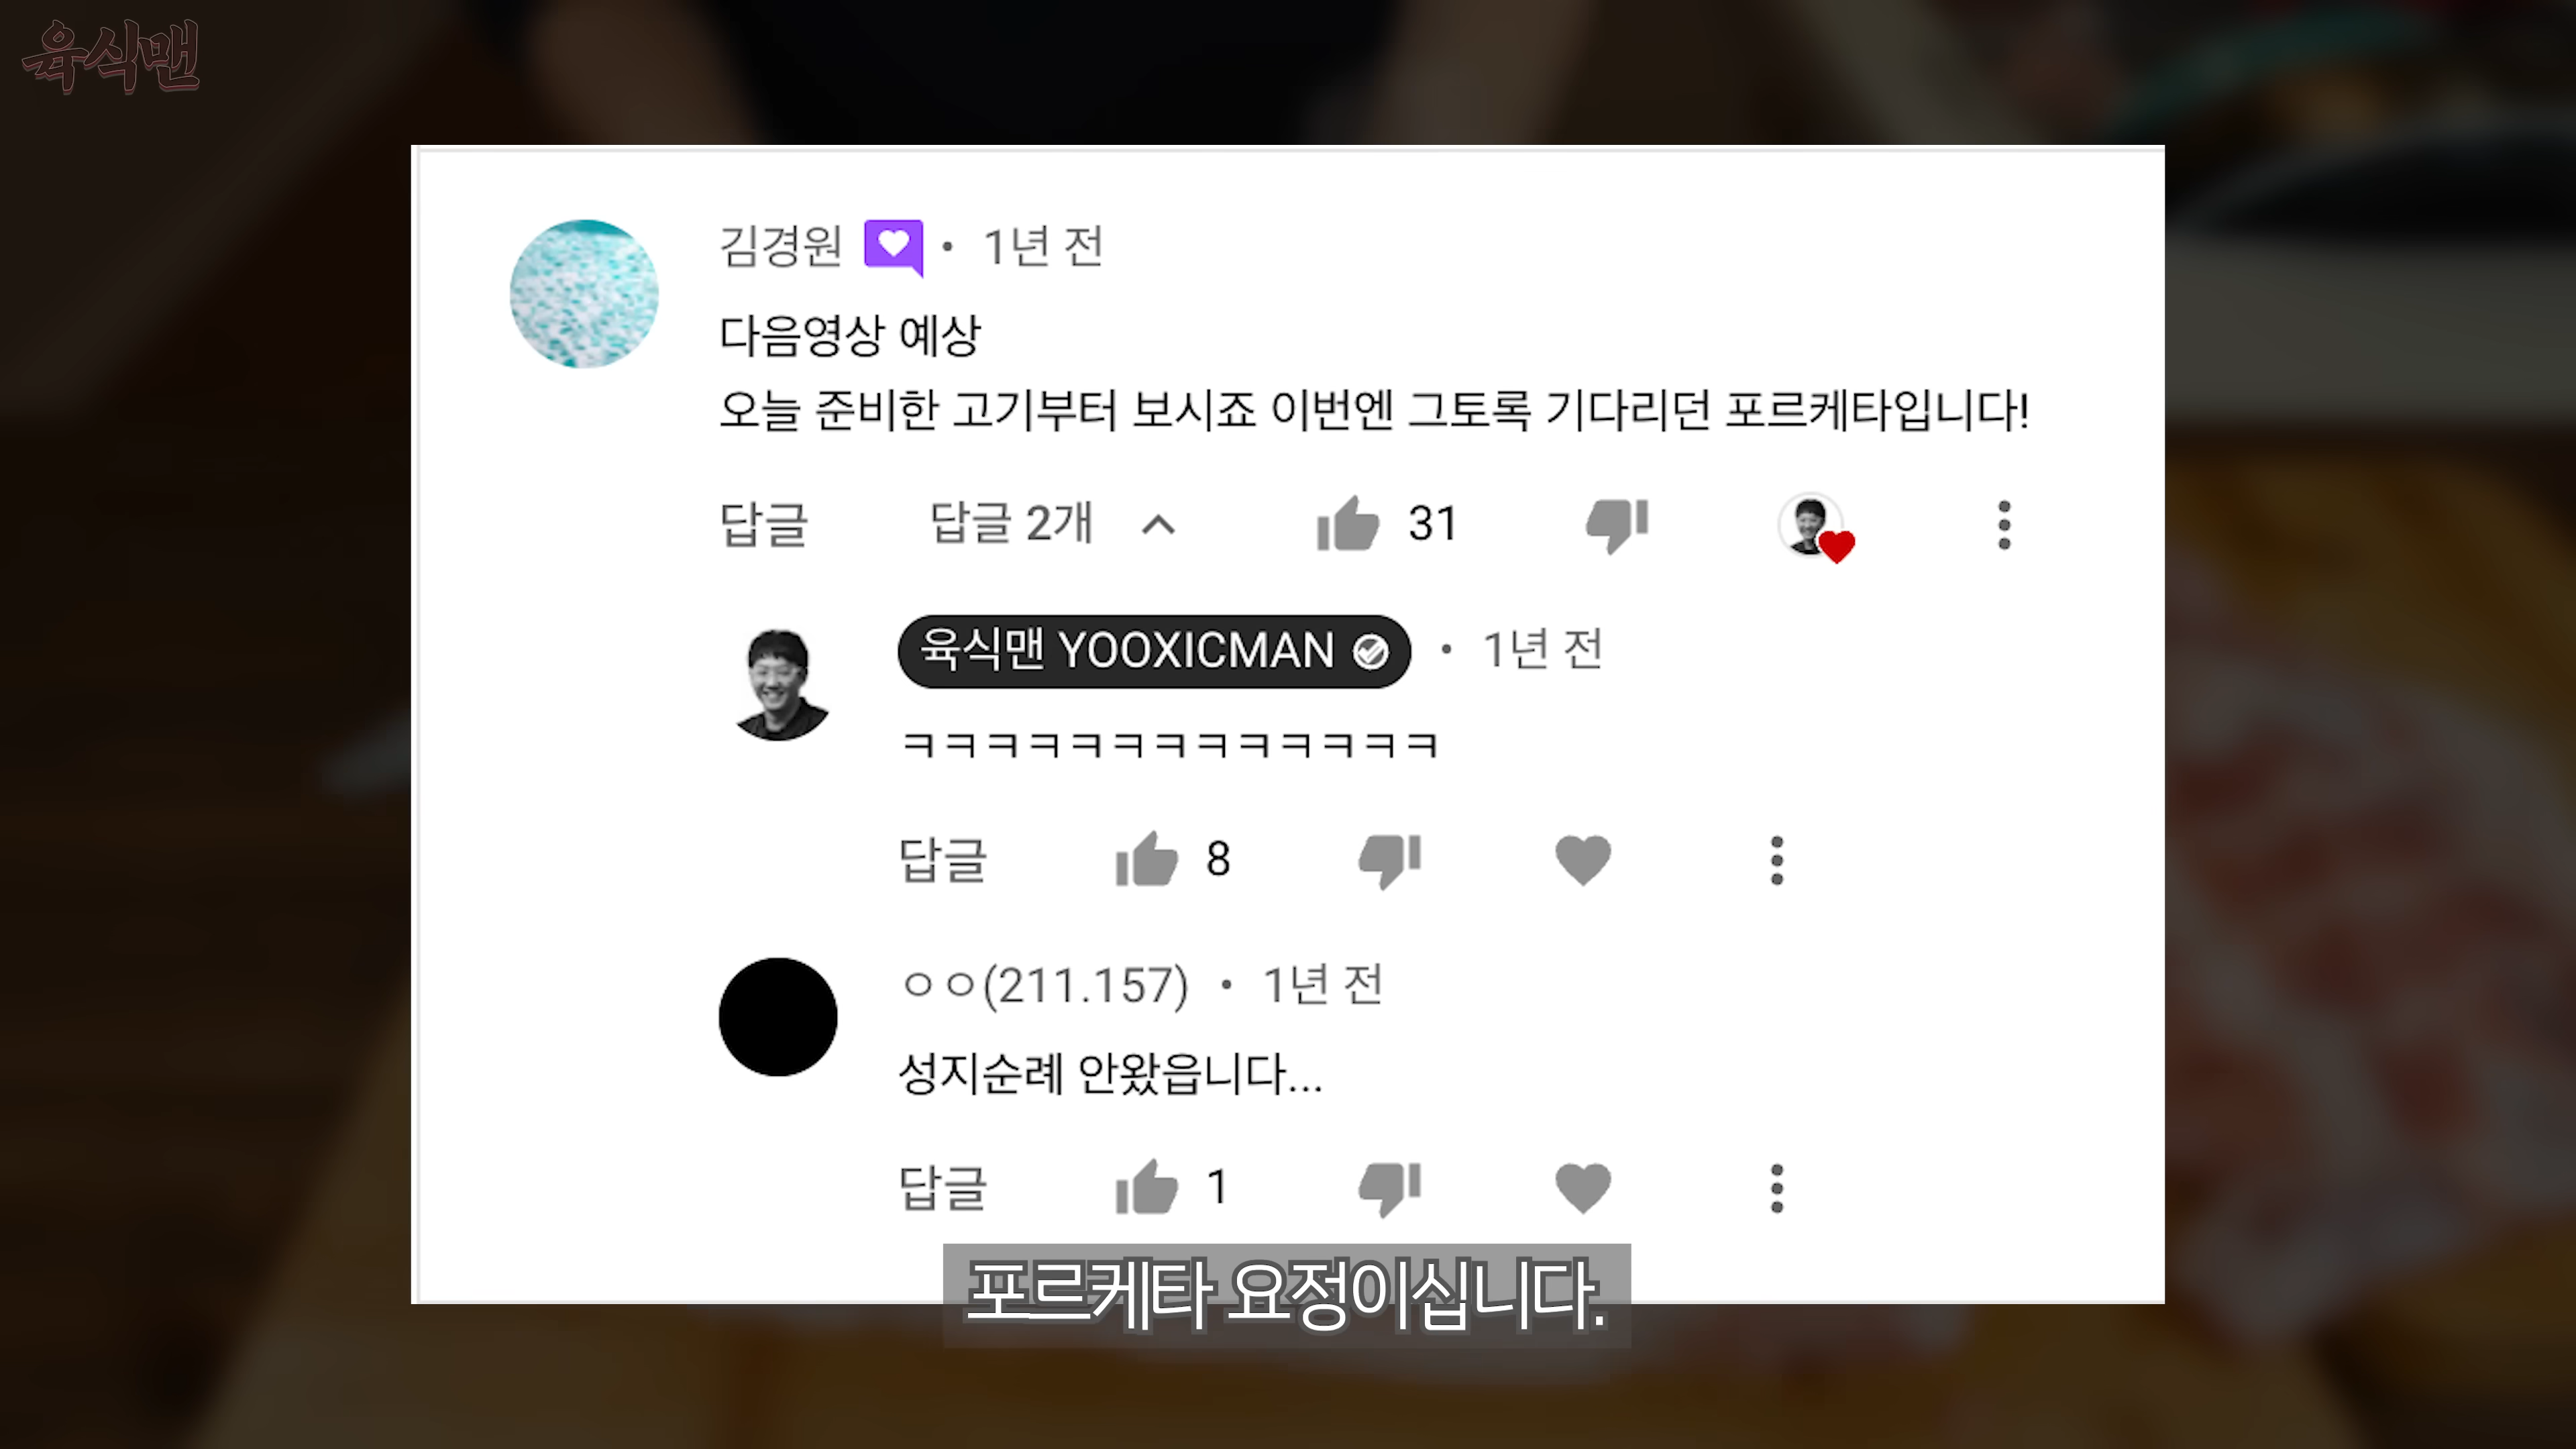 육식맨
김경원 • 1년 전
다음영상 예상
오늘 준비한 고기부터 보시죠 이번엔 그토록 기다리던 포르케타입니다!
답글 답글 2개 31
육식맨 YOOXICMAN • 1년 전
ㅋㅋㅋㅋㅋㅋㅋㅋㅋㅋㅋㅋㅋ
답글 8
ㅇㅇ(211.157) • 1년 전
성지순례 안왔읍니다...
답글 1
포르케타 요정이십니다.